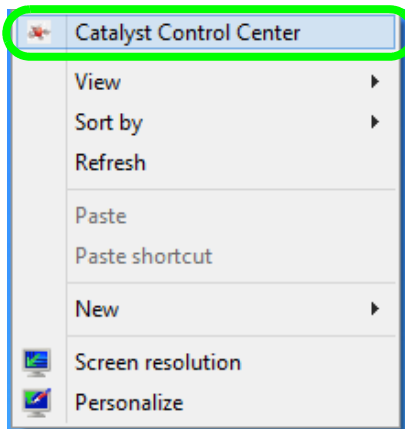 Catalyst Control Center
View
Sort by
Refresh
Paste
Paste shortcut
New
Screen resolution
Personalize